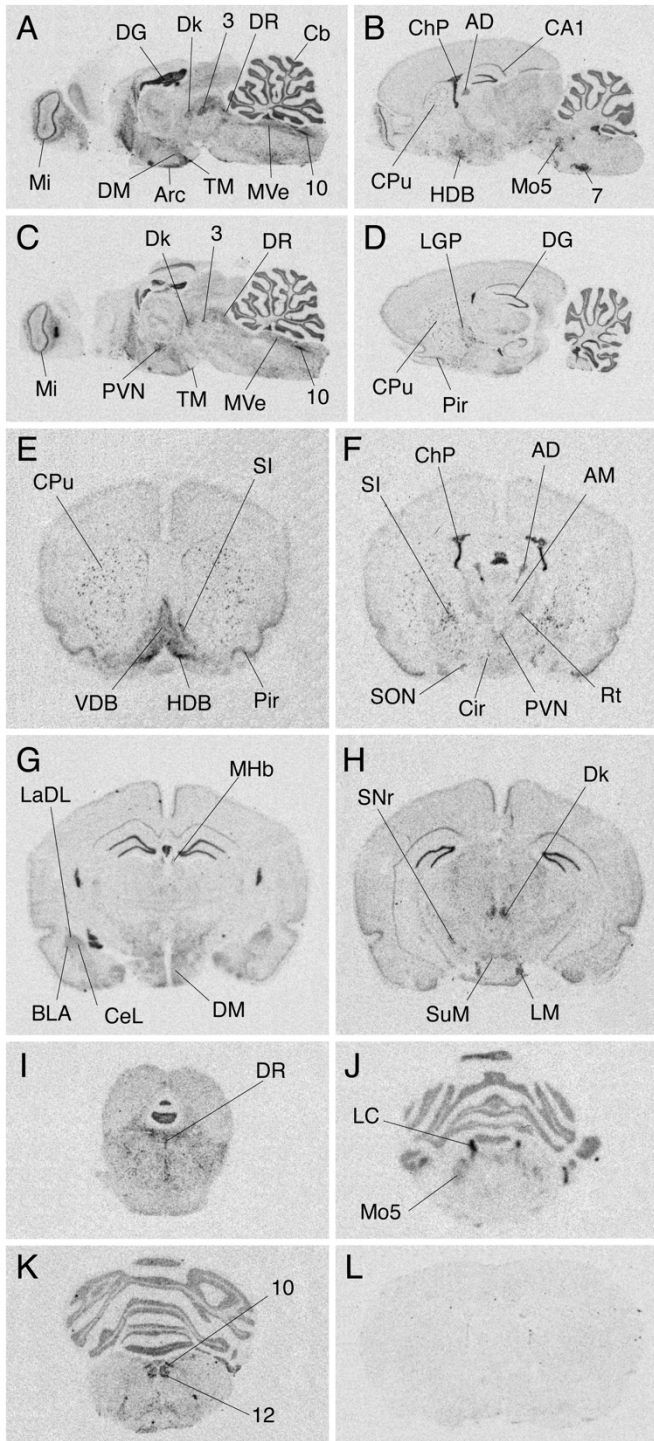 A
DG
Dk
3
DR
Cb
Mi
DM
Arc
TM
MVe
10
B
ChP
AD
CA1
CPu
HDB
Mo5
7
C
Dk
3
DR
Mi
PVN
TM
MVe
10
D
LGP
DG
CPu
Pir
E
CPu
SI
VDB
HDB
Pir
F
SI
ChP
AD
AM
SON
Cir
PVN
Rt
G
LaDL
MHb
BLA
CeL
DM
H
SNr
Dk
SuM
LM
I
DR
J
LC
Mo5
K
10
12
L